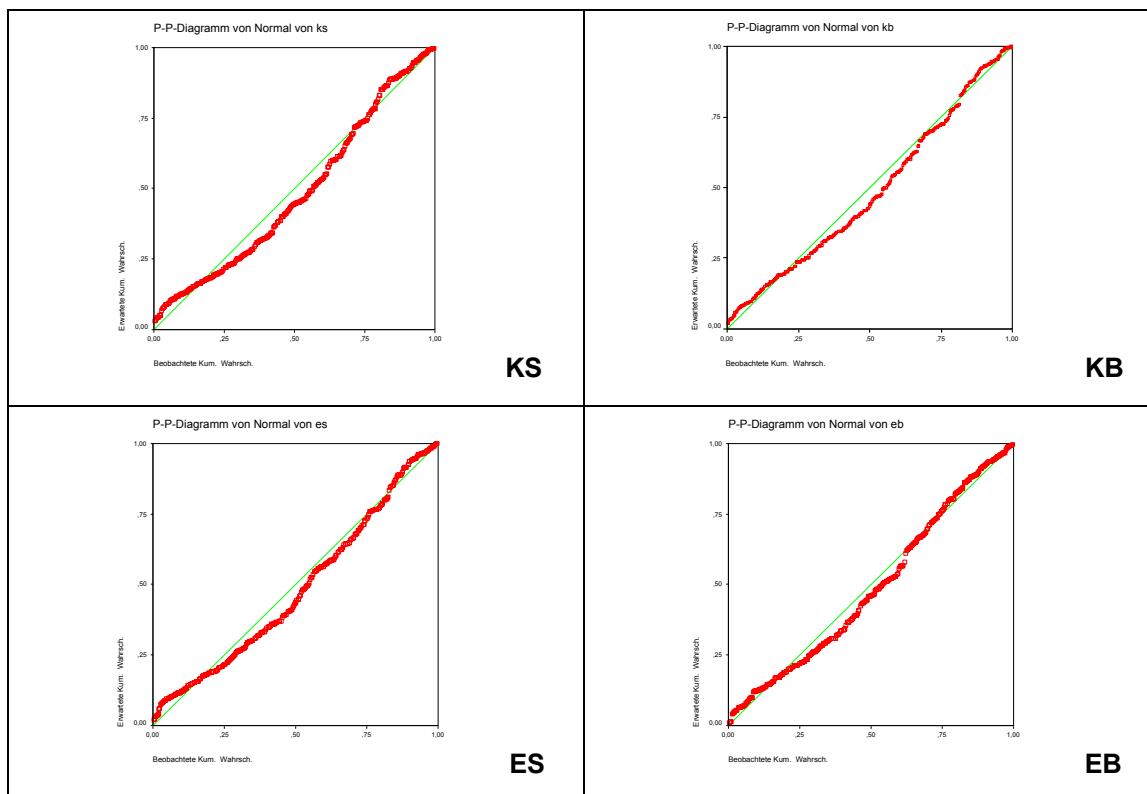 P-P-Diagramm von Normal von ks
Erwartete Kum. Wahrsch.
1,00
,75
,50
,25
0,00
0,00 ,25 ,50 ,75 1,00
Beobachtete Kum. Wahrsch.
KS
P-P-Diagramm von Normal von kb
Erwartete Kum. Wahrsch.
1,00
,75
,50
,25
0,00
0,00 ,25 ,50 ,75 1,00
Beobachtete Kum. Wahrsch.
KB
P-P-Diagramm von Normal von es
Erwartete Kum. Wahrsch.
1,00
,75
,50
,25
0,00
0,00 ,25 ,50 ,75 1,00
Beobachtete Kum. Wahrsch.
ES
P-P-Diagramm von Normal von eb
Erwartete Kum. Wahrsch.
1,00
,75
,50
,25
0,00
0,00 ,25 ,50 ,75 1,00
Beobachtete Kum. Wahrsch.
EB